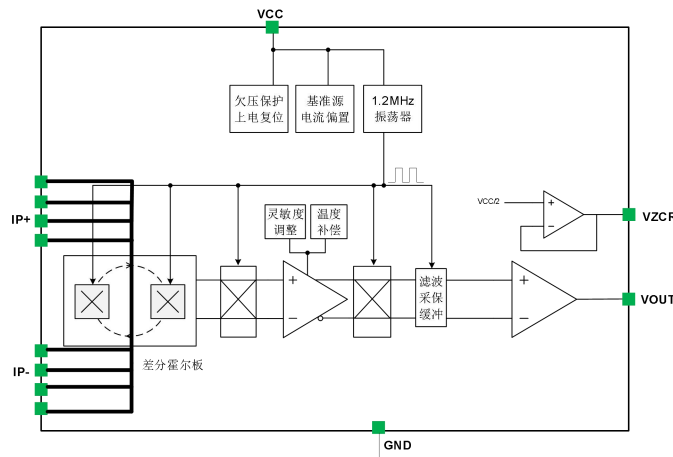 VCC
欠压保护
上电复位
基准源
电流偏置
1.2MHz
振荡器
灵敏度
调整
温度
补偿
VCC/2
+
−
VZCR
IP+
+
−
滤波
采保
缓冲
+
−
VOUT
差分霍尔板
IP-
GND